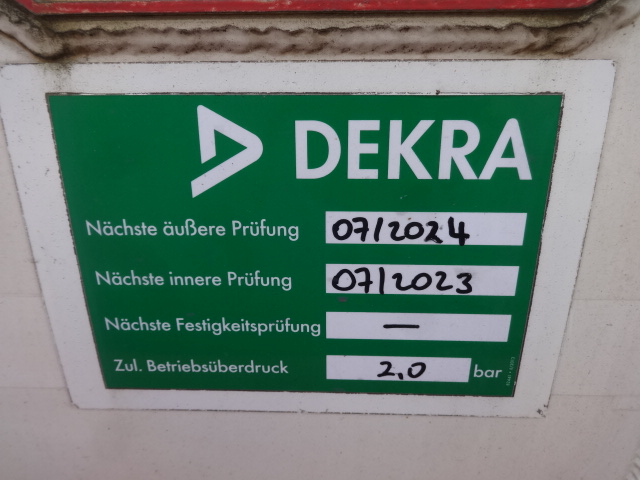 DEKRA
Nächste äußere Prüfung 07/2024
Nächste innere Prüfung 07/2023
Nächste Festigkeitsprüfung —
Zul. Betriebsüberdruck 2,0 bar